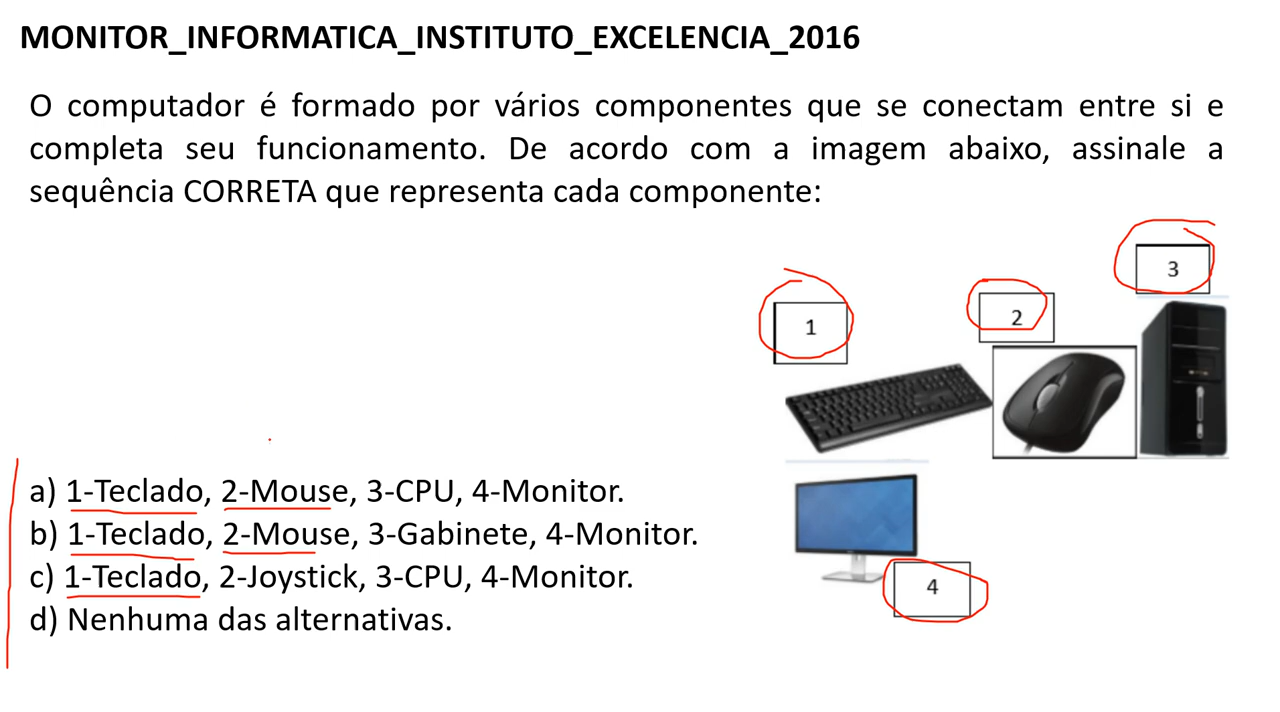 MONITOR_INFORMATICA_INSTITUTO_EXCELENCIA_2016
O computador é formado por vários componentes que se conectam entre si e
completa seu funcionamento. De acordo com a imagem abaixo, assinale a
sequência CORRETA que representa cada componente:
3
2
1
a) 1-Teclado, 2-Mouse, 3-CPU, 4-Monitor.
b) 1-Teclado, 2-Mouse, 3-Gabinete, 4-Monitor.
c) 1-Teclado, 2-Joystick, 3-CPU, 4-Monitor.
d) Nenhuma das alternativas.
4